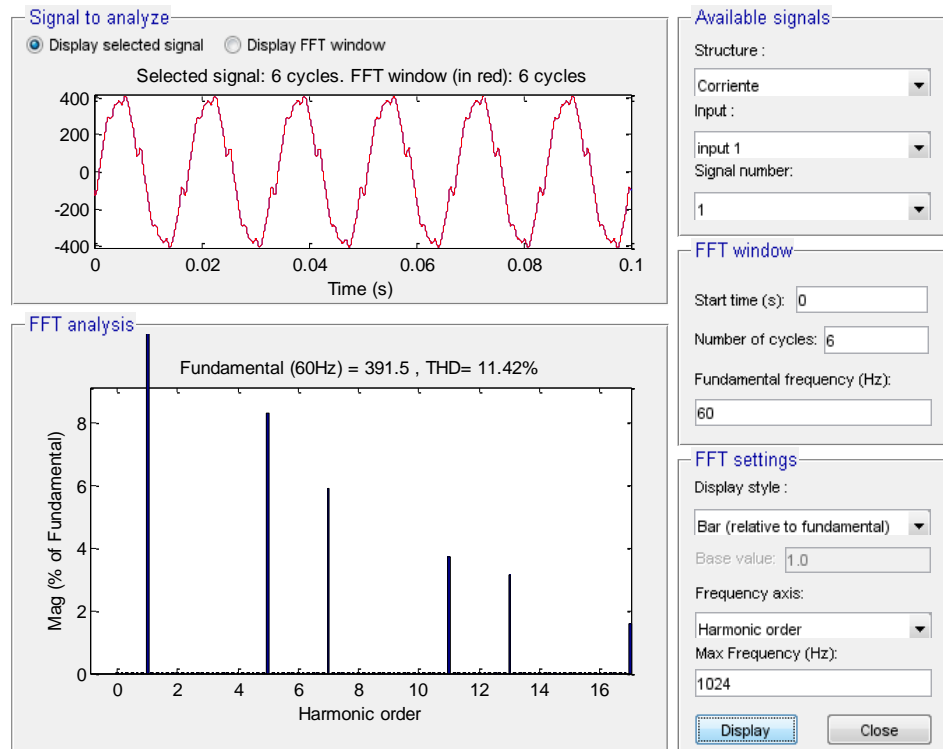 Signal to analyze
Display selected signal
Display FFT window
Selected signal: 6 cycles. FFT window (in red): 6 cycles
400
200
0
-200
-400
0
0.02
0.04
0.06
0.08
0.1
Time (s)
FFT analysis
Fundamental (60Hz) = 391.5 , THD= 11.42%
8
6
4
2
0
Mag (% of Fundamental)
0
2
4
6
8
10
12
14
16
Harmonic order
Available signals
Structure :
Corriente
Input :
input 1
Signal number:
1
FFT window
Start time (s): 0
Number of cycles: 6
Fundamental frequency (Hz):
60
FFT settings
Display style :
Bar (relative to fundamental)
Base value: 1.0
Frequency axis:
Harmonic order
Max Frequency (Hz):
1024
Display
Close